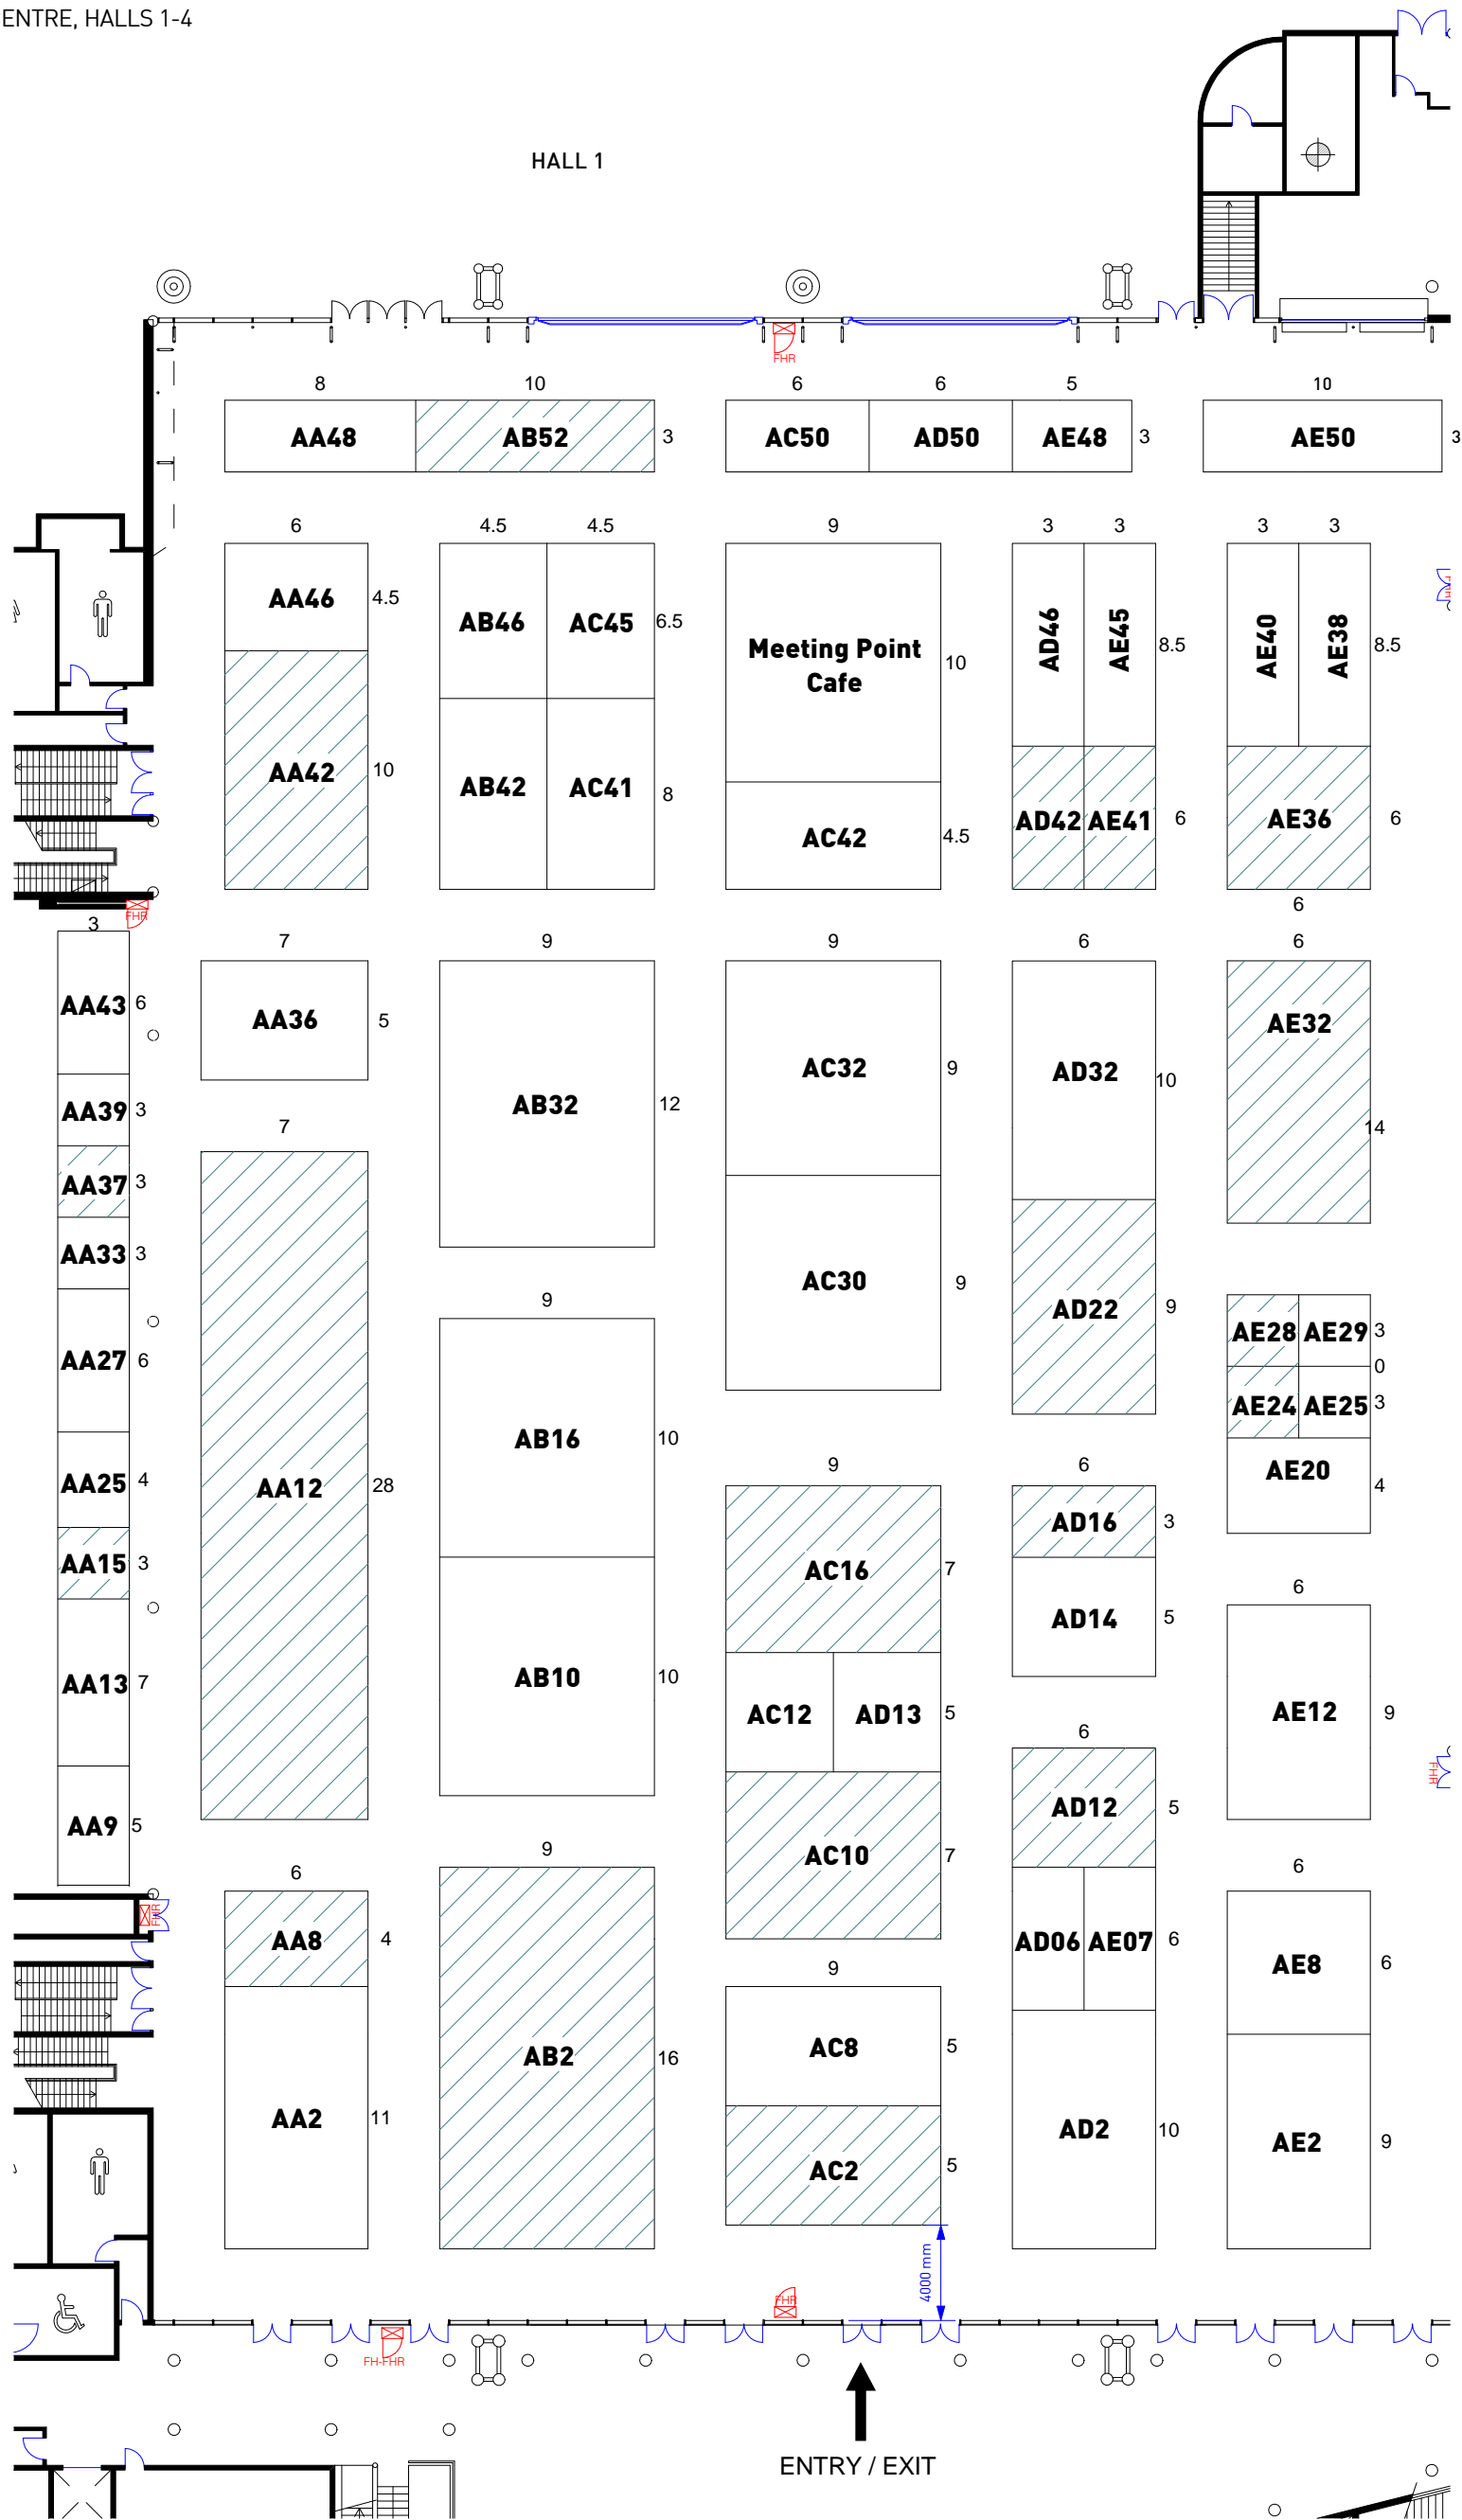 ENTRE, HALLS 1-4
HALL 1
FHR
8 10 6 6 5 10
AA48 AB52 3 AC50 AD50 AE48 3 AE50 3
6 4.5 4.5 9 3 3 3 3
AA46 4.5 AB46 AC45 6.5
Meeting Point
Cafe
10
AD46 AE45 8.5 AE40 AE38 8.5
AA42 10 AB42 AC41 8 AC42 4.5 AD42 AE41 6 AE36 6
6
FHR
FHR
3 7 9 9 6 6
AA43 6 AA36 5 AB32 12 AC32 9 AD32 10 AE32 14
AA39 3
7
AA37 3
AA33 3
AC30 9 AD22 9
9
AA27 6
AE28 AE29 3
0
AE24 AE25 3
AE20 4
AA12 28 AB16 10
AA25 4
9 6
AA15 3 AC16 7 AD16 3
AD14 5
6
AA13 7 AB10 10 AC12 AD13 5 AE12 9
6
AA9 5 AC10 7 AD12 5
FHR
6 9 6
FHR
AA8 4 AD06 AE07 6 AE8 6
9
AC8 5
AB2 16
AA2 11 AC2 5 AD2 10 AE2 9
4000 mm
FHR
FH-FHR
ENTRY / EXIT